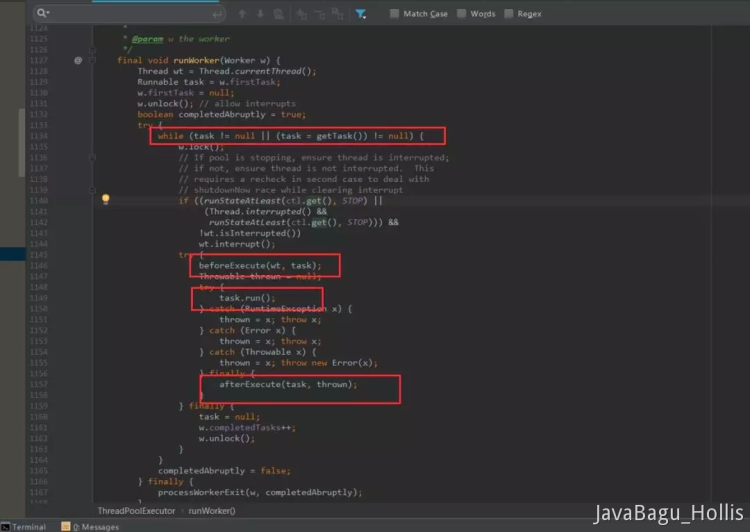 Match Case Words Regex
1124 *
1125 * @param w the worker
1126 */
1127 @ final void runWorker(Worker w) {
1128 Thread wt = Thread.currentThread();
1129 Runnable task = w.firstTask;
1130 w.firstTask = null;
1131 w.unlock(); // allow interrupts
1132 boolean completedAbruptly = true;
1133 try {
1134 while (task != null || (task = getTask()) != null) {
1135 w.lock();
1136 // If pool is stopping, ensure thread is interrupted;
1137 // if not, ensure thread is not interrupted. This
1138 // requires a recheck in second case to deal with
1139 // shutdownNow race while clearing interrupt
1140 if ((runStateAtLeast(ctl.get(), STOP) ||
1141 (Thread.interrupted() &&
1142 runStateAtLeast(ctl.get(), STOP))) &&
1143 !wt.isInterrupted())
1144 wt.interrupt();
1145 try {
1146 beforeExecute(wt, task);
1147 Throwable thrown = null;
1148 try {
1149 task.run();
1150 } catch (RuntimeException x) {
1151 thrown = x; throw x;
1152 } catch (Error x) {
1153 thrown = x; throw x;
1154 } catch (Throwable x) {
1155 thrown = x; throw new Error(x);
1156 } finally {
1157 afterExecute(task, thrown);
1158 }
1159 } finally {
1160 task = null;
1161 w.completedTasks++;
1162 w.unlock();
1163 }
1164 }
1165 completedAbruptly = false;
1166 } finally {
1167 processWorkerExit(w, completedAbruptly);
ThreadPoolExecutor runWorker()
Terminal 0: Messages
JavaBagu_Hollis